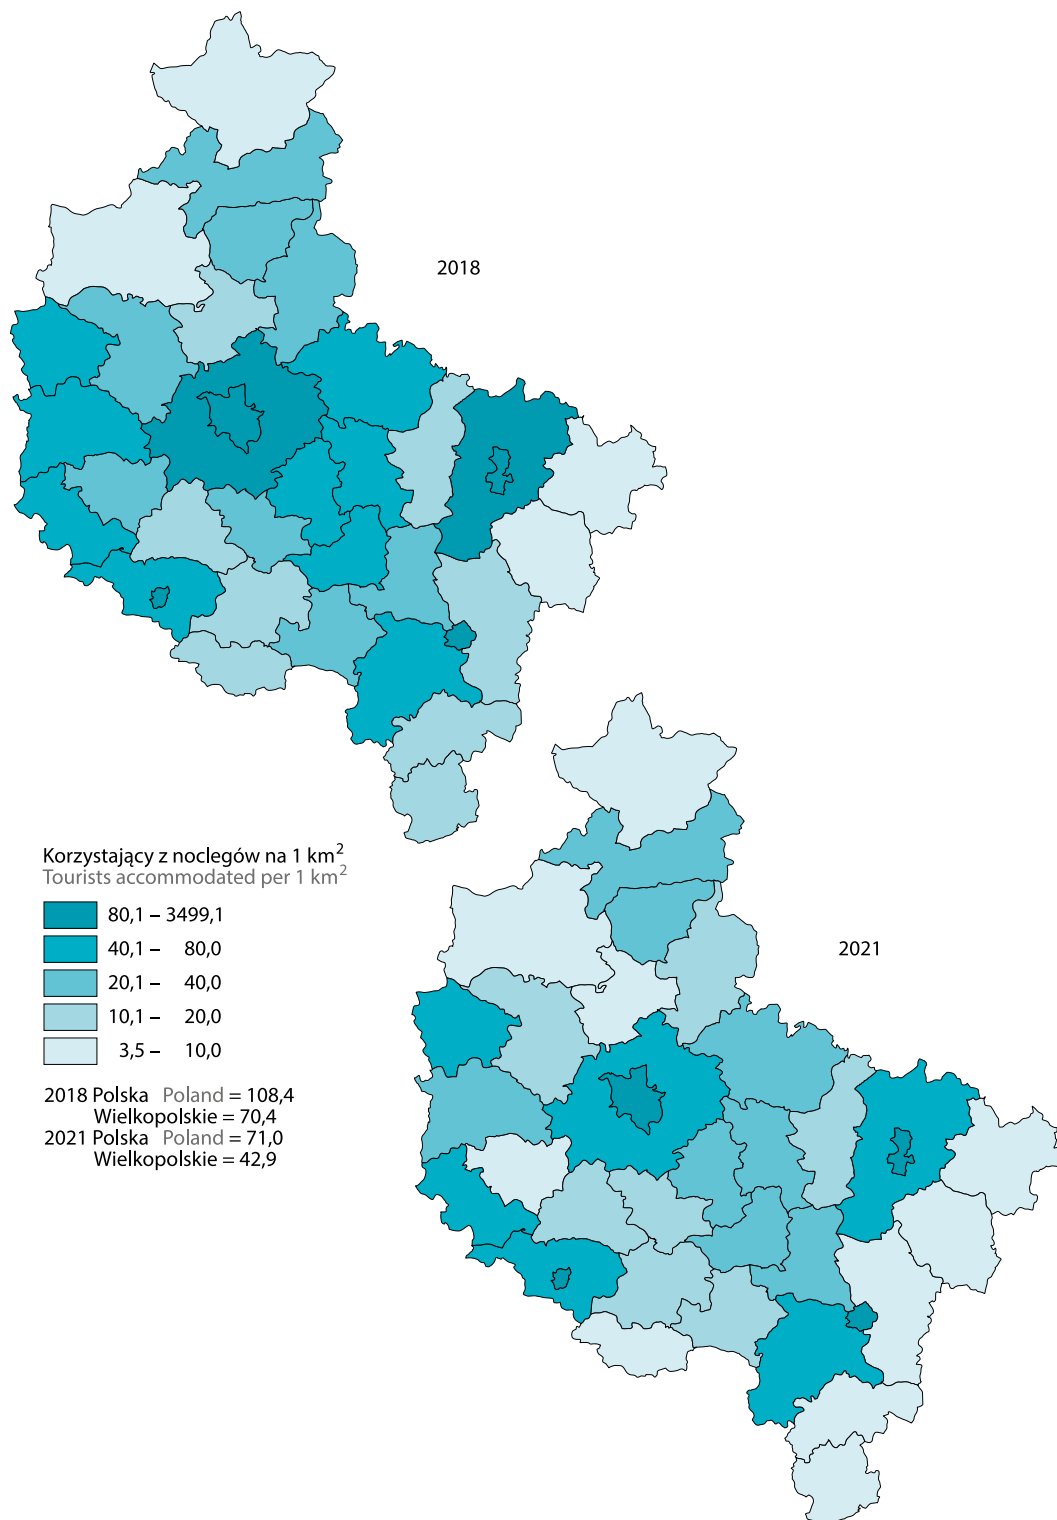 2018
2021
Korzystający z noclegów na 1 km²
Tourists accommodated per 1 km²
80,1 – 3499,1
40,1 – 80,0
20,1 – 40,0
10,1 – 20,0
3,5 – 10,0
2018 Polska Poland = 108,4
Wielkopolskie = 70,4
2021 Polska Poland = 71,0
Wielkopolskie = 42,9